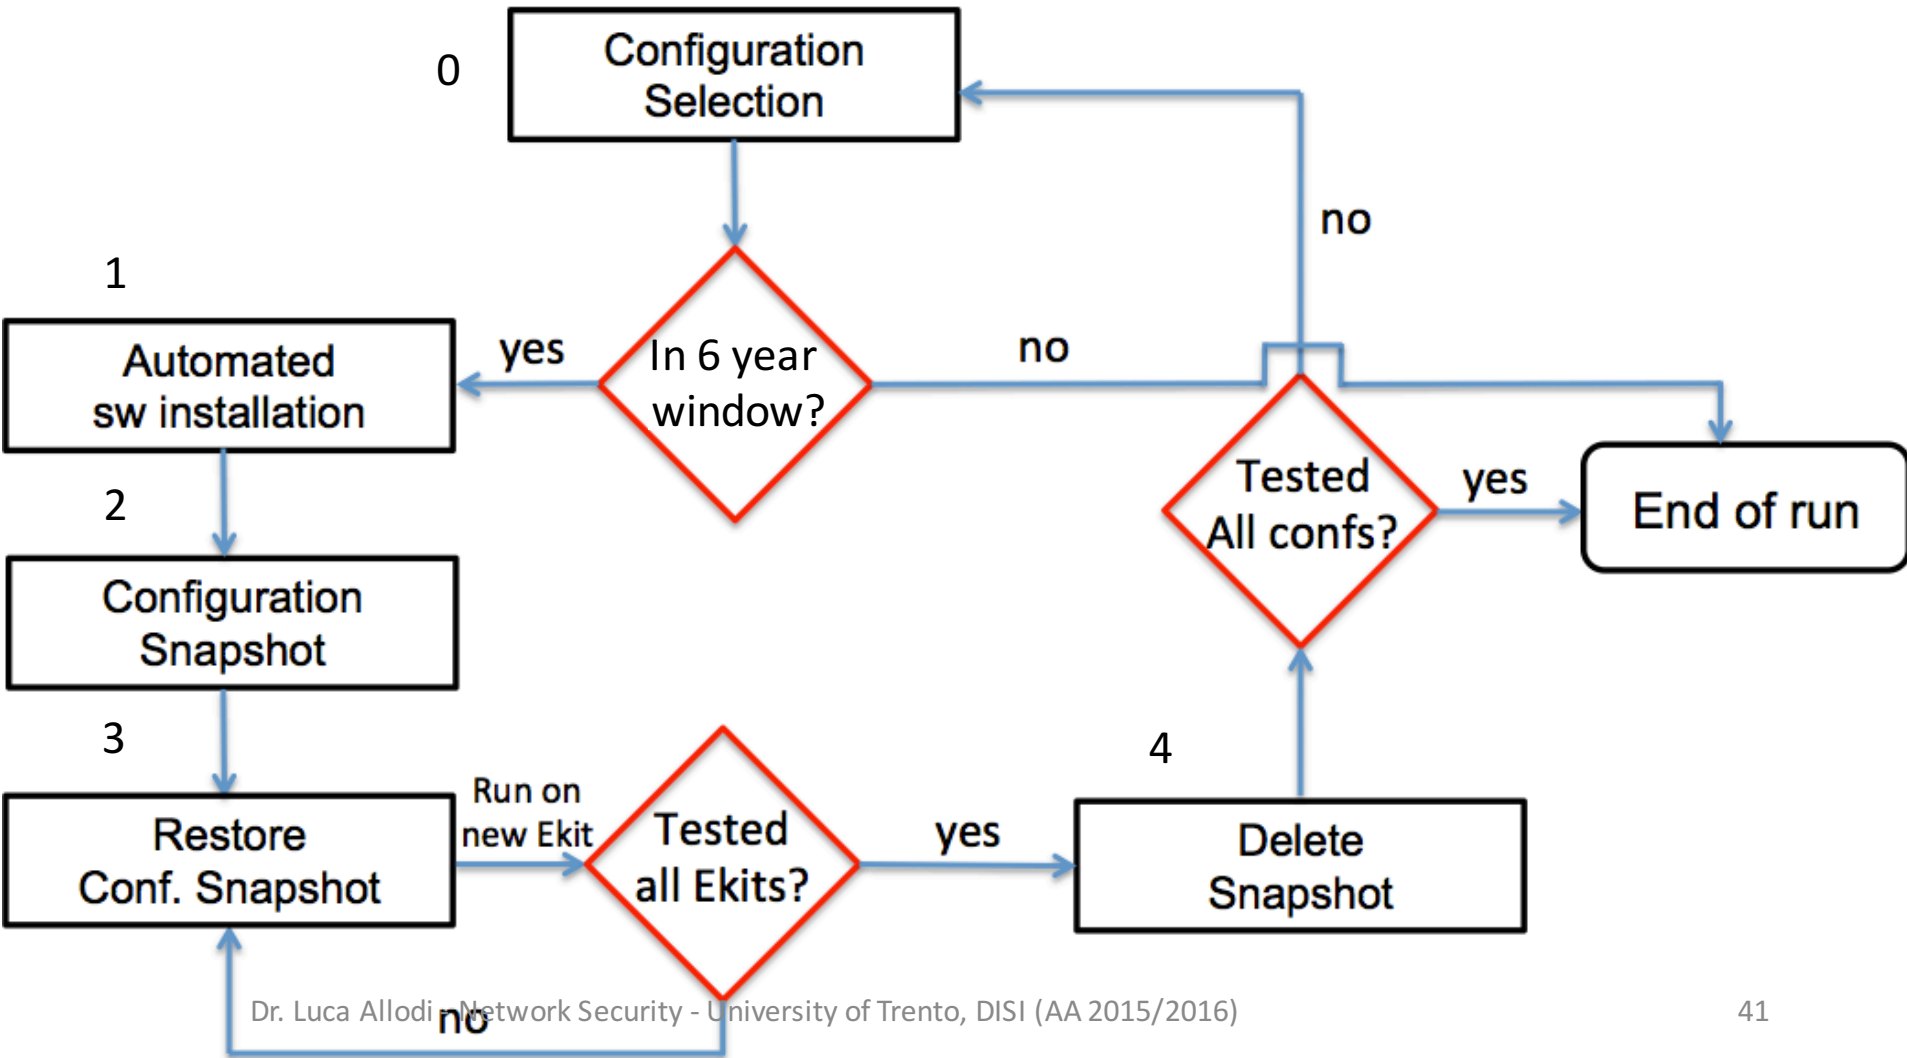 0
Configuration
Selection
no
1
Automated
sw installation
yes
In 6 year
window?
no
2
Tested
All confs?
yes
End of run
Configuration
Snapshot
3
4
Restore
Conf. Snapshot
Run on
new Ekit
Tested
all Ekits?
yes
Delete
Snapshot
no
Dr. Luca Allodi - Network Security - University of Trento, DISI (AA 2015/2016)
41